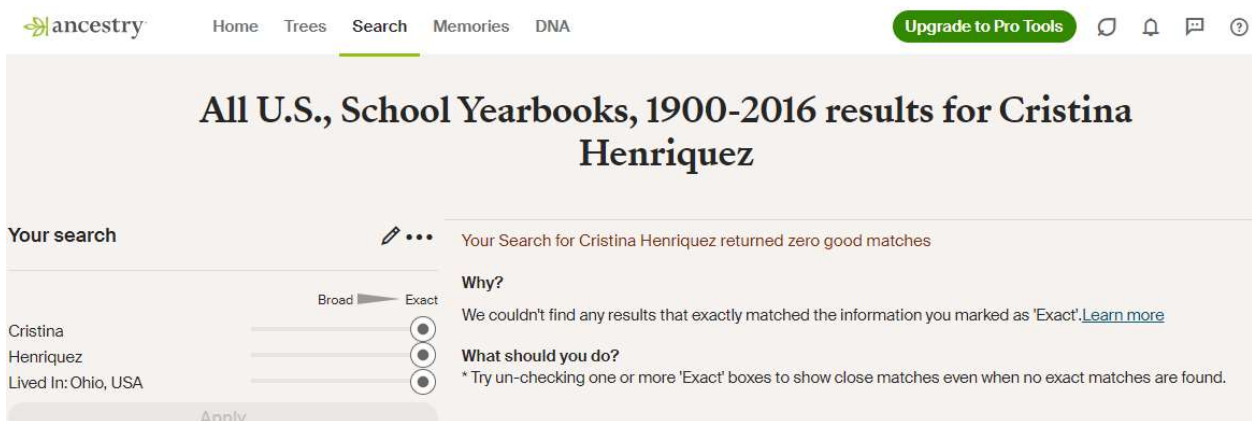 ancestry Home Trees Search Memories DNA Upgrade to Pro Tools
All U.S., School Yearbooks, 1900-2016 results for Cristina
Henriquez
Your search
Broad Exact
Cristina
Henriquez
Lived In: Ohio, USA
Apply
Your Search for Cristina Henriquez returned zero good matches
Why?
We couldn't find any results that exactly matched the information you marked as 'Exact'.Learn more
What should you do?
* Try un-checking one or more 'Exact' boxes to show close matches even when no exact matches are found.